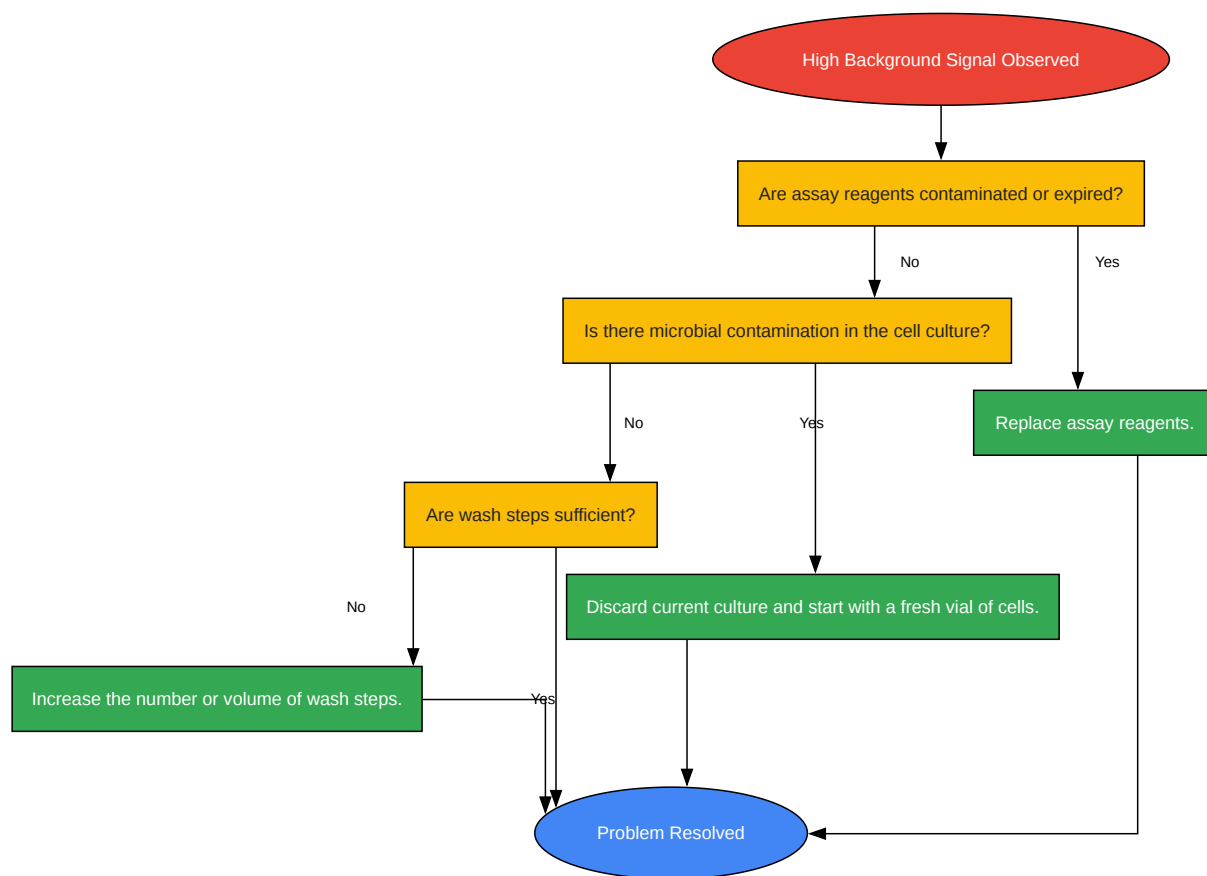 High Background Signal Observed
Are assay reagents contaminated or expired?
No
Yes
Is there microbial contamination in the cell culture?
No
Yes
Replace assay reagents.
Are wash steps sufficient?
No
Discard current culture and start with a fresh vial of cells.
Increase the number or volume of wash steps.
Yes
Problem Resolved